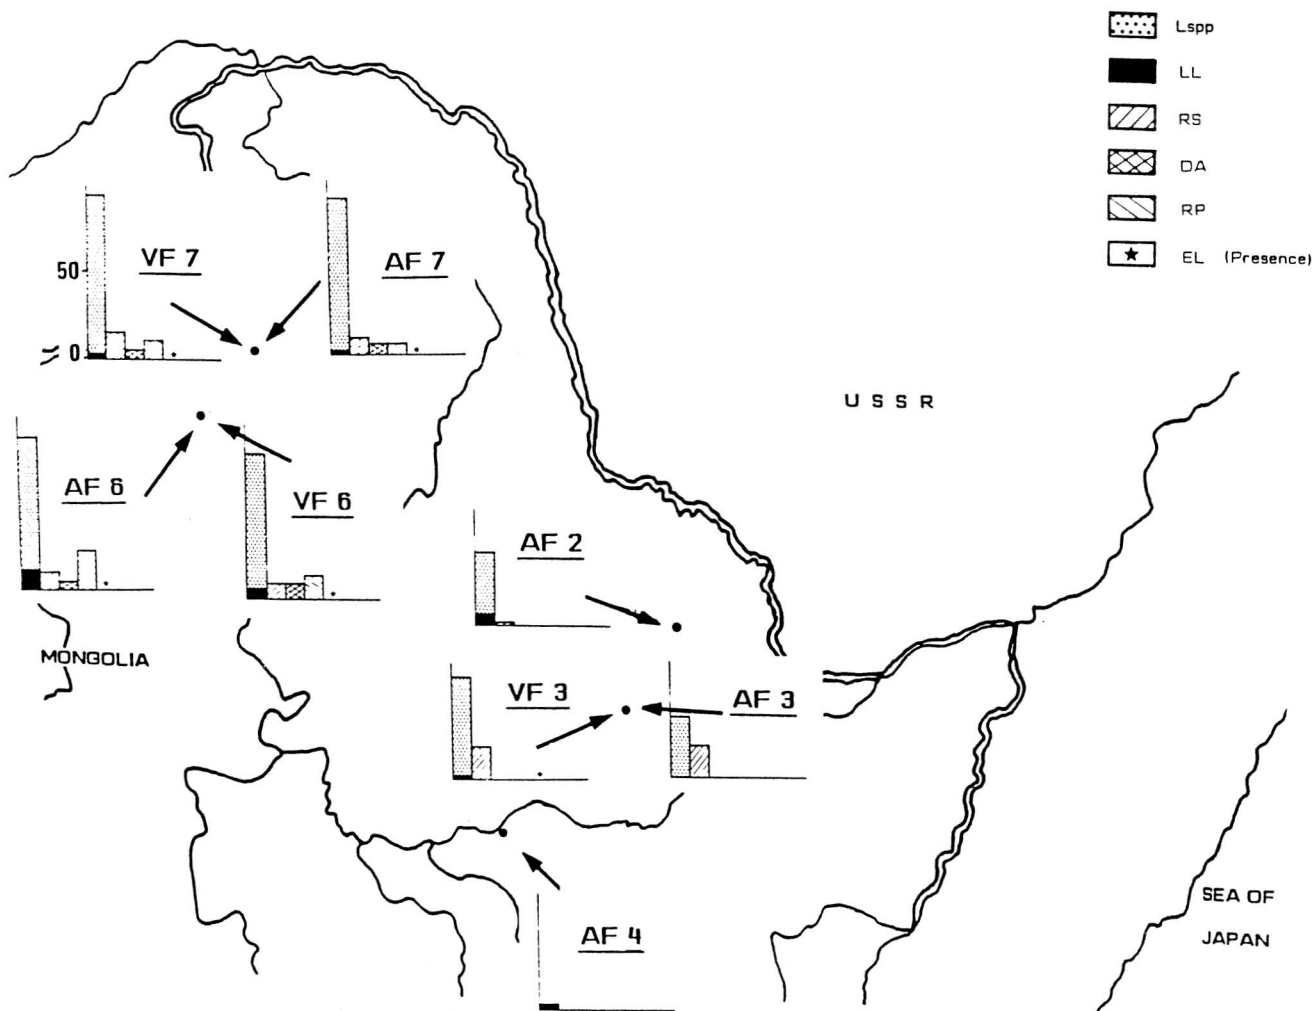 Lspp
LL
RS
DA
RP
EL (Presence)
VF 7
AF 7
50
0
USSR
AF 6
VF 6
AF 2
MONGOLIA
VF 3
AF 3
SEA OF
JAPAN
AF 4